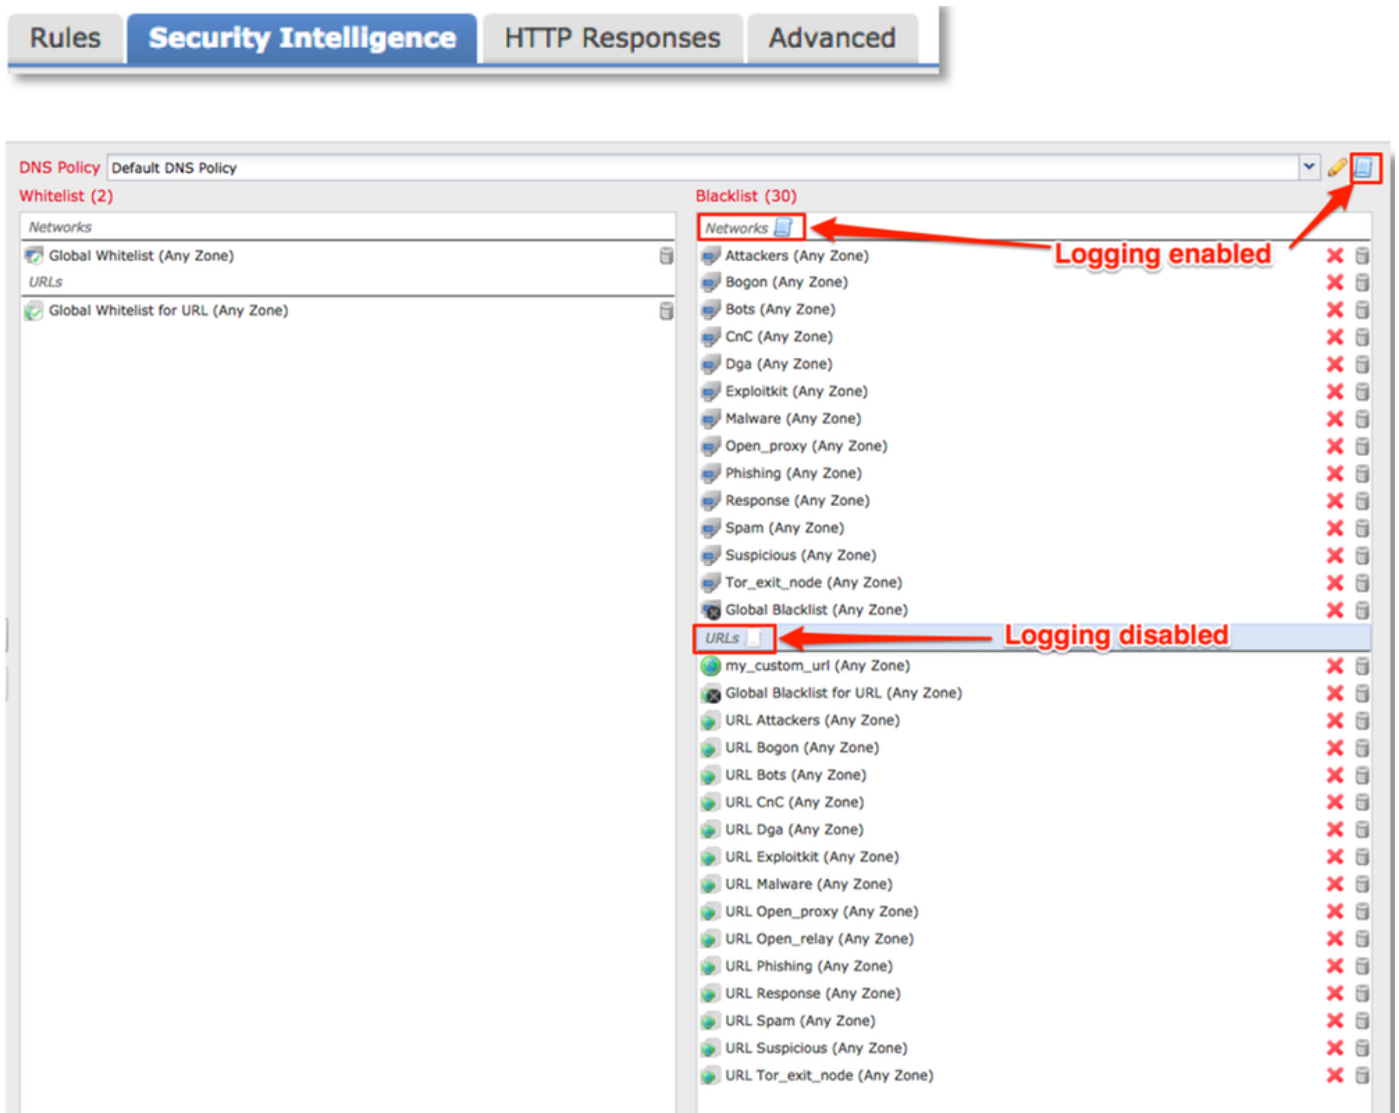 Rules Security Intelligence HTTP Responses Advanced
DNS Policy Default DNS Policy
Whitelist (2)
Networks
Global Whitelist (Any Zone)
URLs
Global Whitelist for URL (Any Zone)
Blacklist (30)
Networks
Logging enabled
Attackers (Any Zone)
Bogon (Any Zone)
Bots (Any Zone)
CnC (Any Zone)
Dga (Any Zone)
Exploitkit (Any Zone)
Malware (Any Zone)
Open_proxy (Any Zone)
Phishing (Any Zone)
Response (Any Zone)
Spam (Any Zone)
Suspicious (Any Zone)
Tor_exit_node (Any Zone)
Global Blacklist (Any Zone)
URLs
Logging disabled
my_custom_url (Any Zone)
Global Blacklist for URL (Any Zone)
URL Attackers (Any Zone)
URL Bogon (Any Zone)
URL Bots (Any Zone)
URL CnC (Any Zone)
URL Dga (Any Zone)
URL Exploitkit (Any Zone)
URL Malware (Any Zone)
URL Open_proxy (Any Zone)
URL Open_relay (Any Zone)
URL Phishing (Any Zone)
URL Response (Any Zone)
URL Spam (Any Zone)
URL Suspicious (Any Zone)
URL Tor_exit_node (Any Zone)